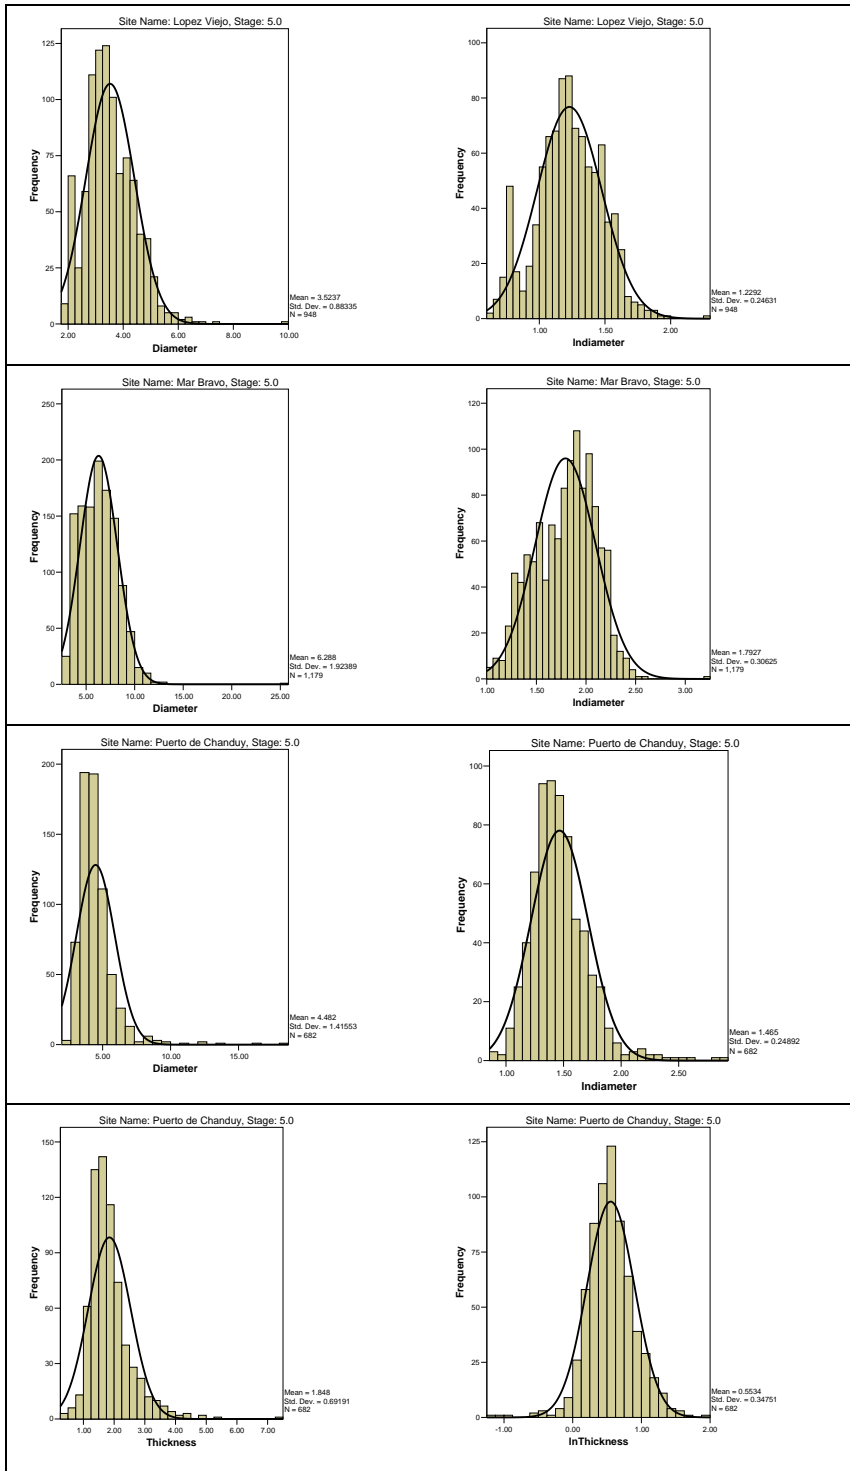 Site Name: Lopez Viejo, Stage: 5.0
125
100
75
50
25
0
Frequency
2.00 4.00 6.00 8.00 10.00
Diameter
Mean = 3.5237
Std. Dev. = 0.88335
N = 948
Site Name: Lopez Viejo, Stage: 5.0
100
80
60
40
20
0
Frequency
1.00 1.50 2.00
Indiameter
Mean = 1.2292
Std. Dev. = 0.24631
N = 948
Site Name: Mar Bravo, Stage: 5.0
250
200
150
100
50
0
Frequency
5.00 10.00 15.00 20.00 25.00
Diameter
Mean = 6.288
Std. Dev. = 1.92389
N = 1,179
Site Name: Mar Bravo, Stage: 5.0
120
100
80
60
40
20
0
Frequency
1.00 1.50 2.00 2.50 3.00
Indiameter
Mean = 1.7927
Std. Dev. = 0.30625
N = 1,179
Site Name: Puerto de Chanduy, Stage: 5.0
200
150
100
50
0
Frequency
5.00 10.00 15.00
Diameter
Mean = 4.482
Std. Dev. = 1.41553
N = 682
Site Name: Puerto de Chanduy, Stage: 5.0
100
80
60
40
20
0
Frequency
1.00 1.50 2.00 2.50
Indiameter
Mean = 1.465
Std. Dev. = 0.24892
N = 682
Site Name: Puerto de Chanduy, Stage: 5.0
150
120
90
60
30
0
Frequency
1.00 2.00 3.00 4.00 5.00 6.00 7.00
Thickness
Mean = 1.848
Std. Dev. = 0.69191
N = 682
Site Name: Puerto de Chanduy, Stage: 5.0
125
100
75
50
25
0
Frequency
-1.00 0.00 1.00 2.00
InThickness
Mean = 0.5534
Std. Dev. = 0.34751
N = 682